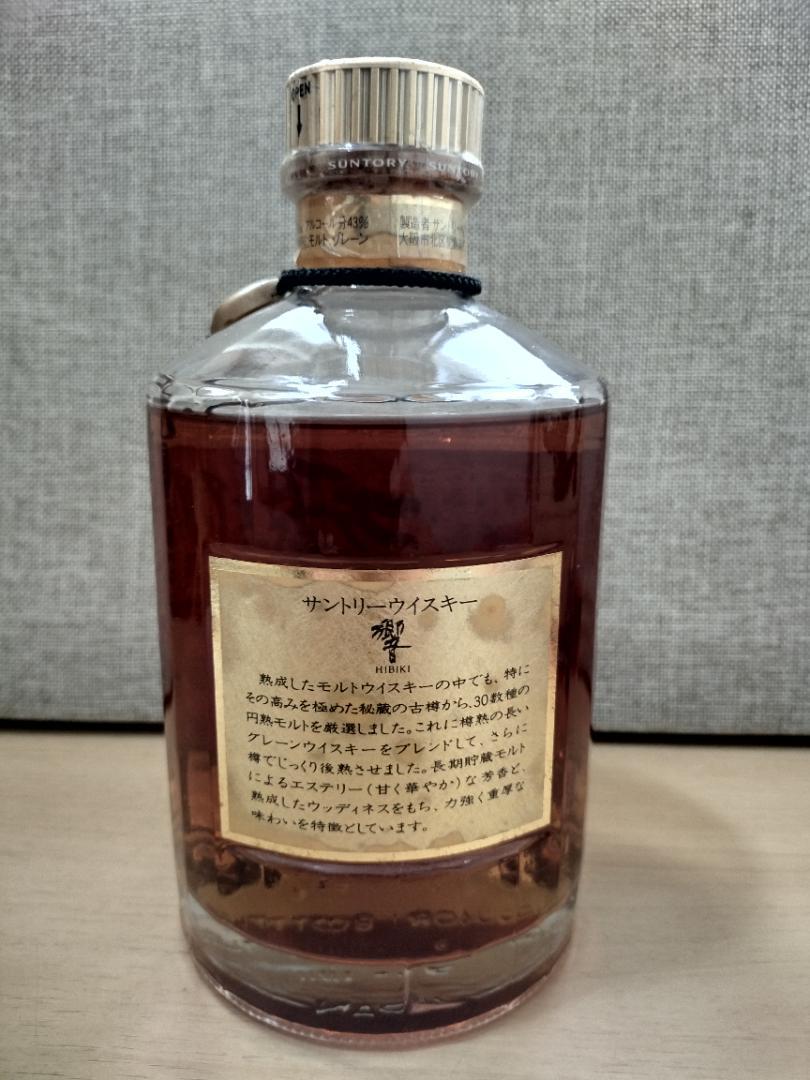 OPEN
SUNTORY SUNTORY
アルコール分43% 製造者サント
モルト、グレーン 大阪市北区
サントリーウイスキー
響
HIBIKI
熟成したモルトウイスキーの中でも、特に
その高みを極めた秘蔵の古樽から、30数種の
円熟モルトを厳選しました。これに樽熟の長い
グレーンウイスキーをブレンドして、さらに
樽でじっくり後熟させました。長期貯蔵モルト
によるエステリー(甘く華やか)な芳香と、
熟成したウッディネスをもち、力強く重厚な
味わいを特徴としています。